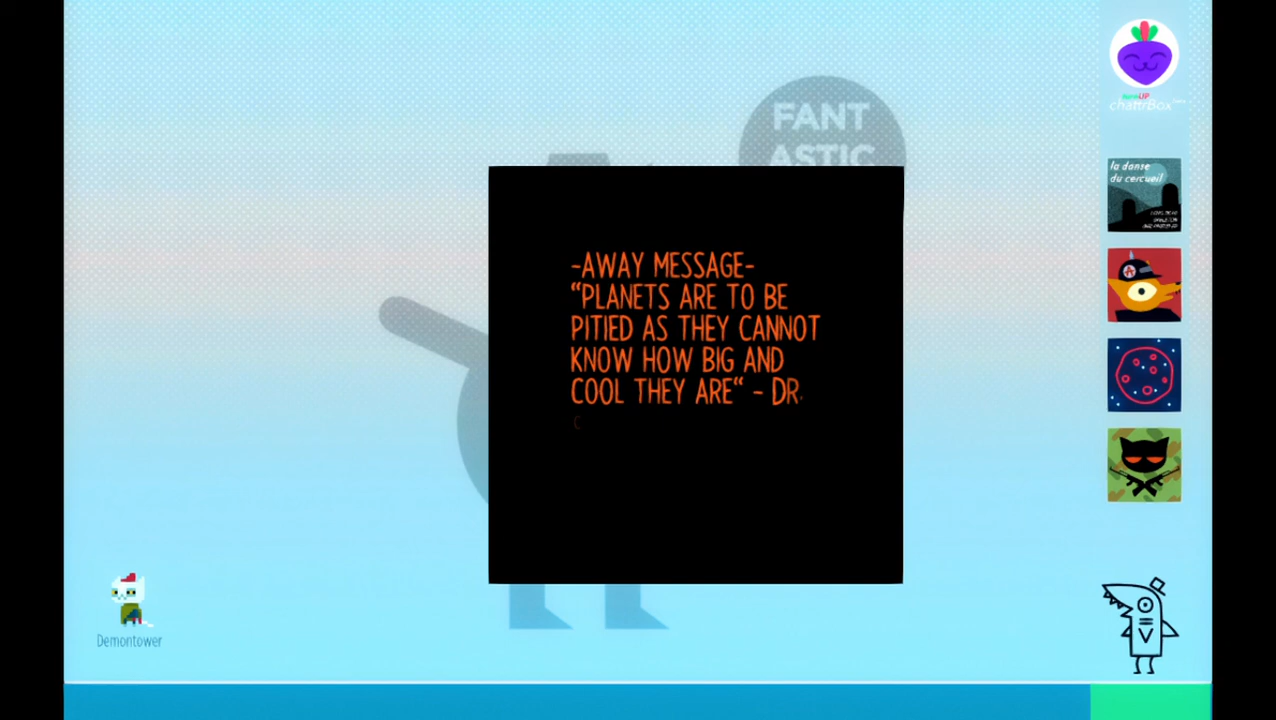 FANT
ASTIC
chattrBox
la danse
du cercueil
-AWAY MESSAGE-
“PLANETS ARE TO BE
PITIED AS THEY CANNOT
KNOW HOW BIG AND
COOL THEY ARE“ - DR.
C
Demontower